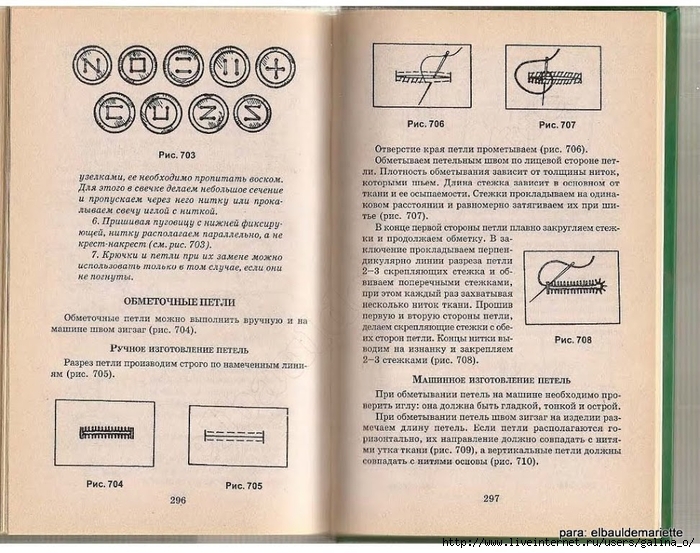 Рис. 703
узелками, ее необходимо пропитать воском.
Для этого в свечке делаем небольшое сечение
и пропускаем через него нитку или прока-
лываем свечу иглой с ниткой.
6. Пришивая пуговицу с нижней фиксиру-
ющей, нитку располагаем параллельно, а не
крест-накрест (см. рис. 703).
7. Крючки и петли при их замене можно
использовать только в том случае, если они
не погнуты.
ОБМЕТОЧНЫЕ ПЕТЛИ
Обметочные петли можно выполнить вручную и на
машине швом зигзаг (рис. 704).
Ручное изготовление петель
Разрез петли производим строго по намеченным лини-
ям (рис. 705).
Рис. 704
Рис. 705
296
Рис. 706
Рис. 707
Отверстие края петли прометываем (рис. 706).
Обметываем петельным швом по лицевой стороне пет-
ли. Плотность обметывания зависит от толщины ниток,
которыми шьем. Длина стежка зависит в основном от
ткани и ее осыпаемости. Стежки прокладываем на одина-
ковом расстоянии и равномерно затягиваем их при ши-
тье (рис. 707).
В конце первой стороны петли плавно закругляем стеж-
ки и продолжаем обметку. В за-
ключение прокладываем перпен-
дикулярно линии разреза петли
2–3 скрепляющих стежка и об-
виваем поперечными стежками,
при этом каждый раз захватывая
несколько ниток ткани. Прошив
первую и вторую стороны петли,
делаем скрепляющие стежки с обе-
их сторон петли. Концы нитки вы-
водим на изнанку и закрепляем
2–3 стежками (рис. 708).
Рис. 708
Машинное изготовление петель
При обметывании петель на машине необходимо про-
верить иглу: она должна быть гладкой, тонкой и острой.
При обметывании петель швом зигзаг на изделии раз-
мечаем длину петель. Если петли располагаются го-
ризонтально, их направление должно совпадать с нитя-
ми утка ткани (рис. 709), а вертикальные петли должны
совпадать с нитями основы (рис. 710).
297
para: elbauldemariette
http://www.liveinternet.ru/users/galina_o/